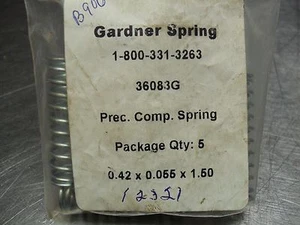 Gardner Spring
1-800-331-3263
36083G
Prec. Comp. Spring
Package Qty: 5
0.42 x 0.055 x 1.50